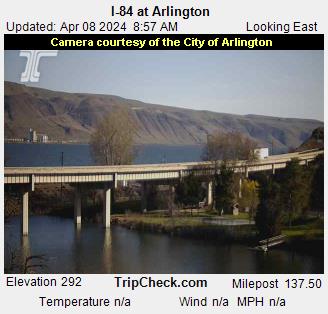 I-84 at Arlington
Updated: Apr 08 2024 8:57 AM Looking East
Camera courtesy of the City of Arlington
Elevation 292 TripCheck.com Milepost 137.50
Temperature n/a Wind n/a MPH n/a